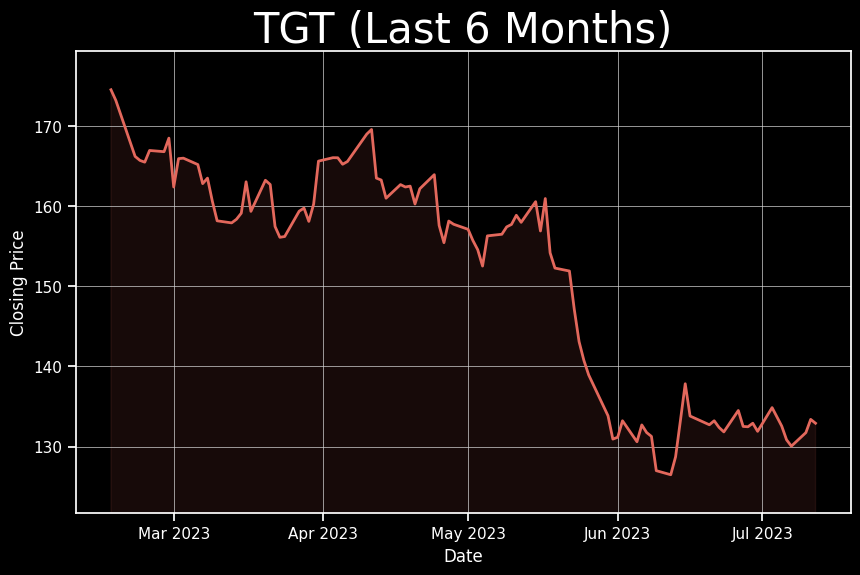 TGT (Last 6 Months)
Closing Price
170
160
150
140
130
Mar 2023 Apr 2023 May 2023 Jun 2023 Jul 2023
Date